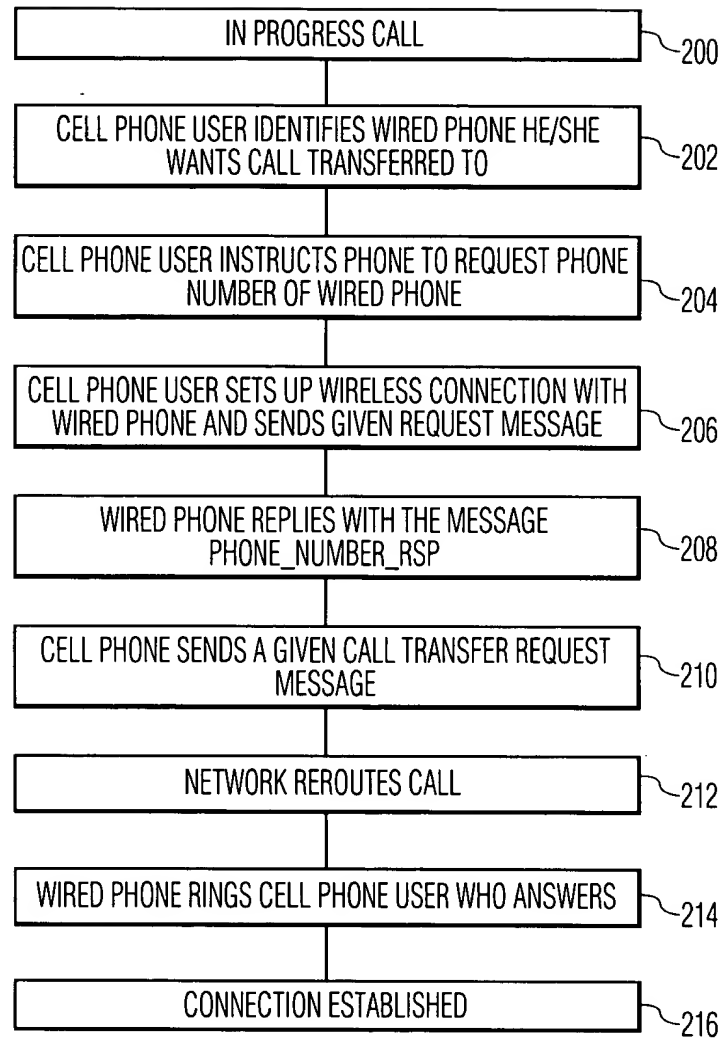 IN PROGRESS CALL
200
CELL PHONE USER IDENTIFIES WIRED PHONE HE/SHE
WANTS CALL TRANSFERRED TO
202
CELL PHONE USER INSTRUCTS PHONE TO REQUEST PHONE
NUMBER OF WIRED PHONE
204
CELL PHONE USER SETS UP WIRELESS CONNECTION WITH
WIRED PHONE AND SENDS GIVEN REQUEST MESSAGE
206
WIRED PHONE REPLIES WITH THE MESSAGE
PHONE_NUMBER_RSP
208
CELL PHONE SENDS A GIVEN CALL TRANSFER REQUEST
MESSAGE
210
NETWORK REROUTES CALL
212
WIRED PHONE RINGS CELL PHONE USER WHO ANSWERS
214
CONNECTION ESTABLISHED
216